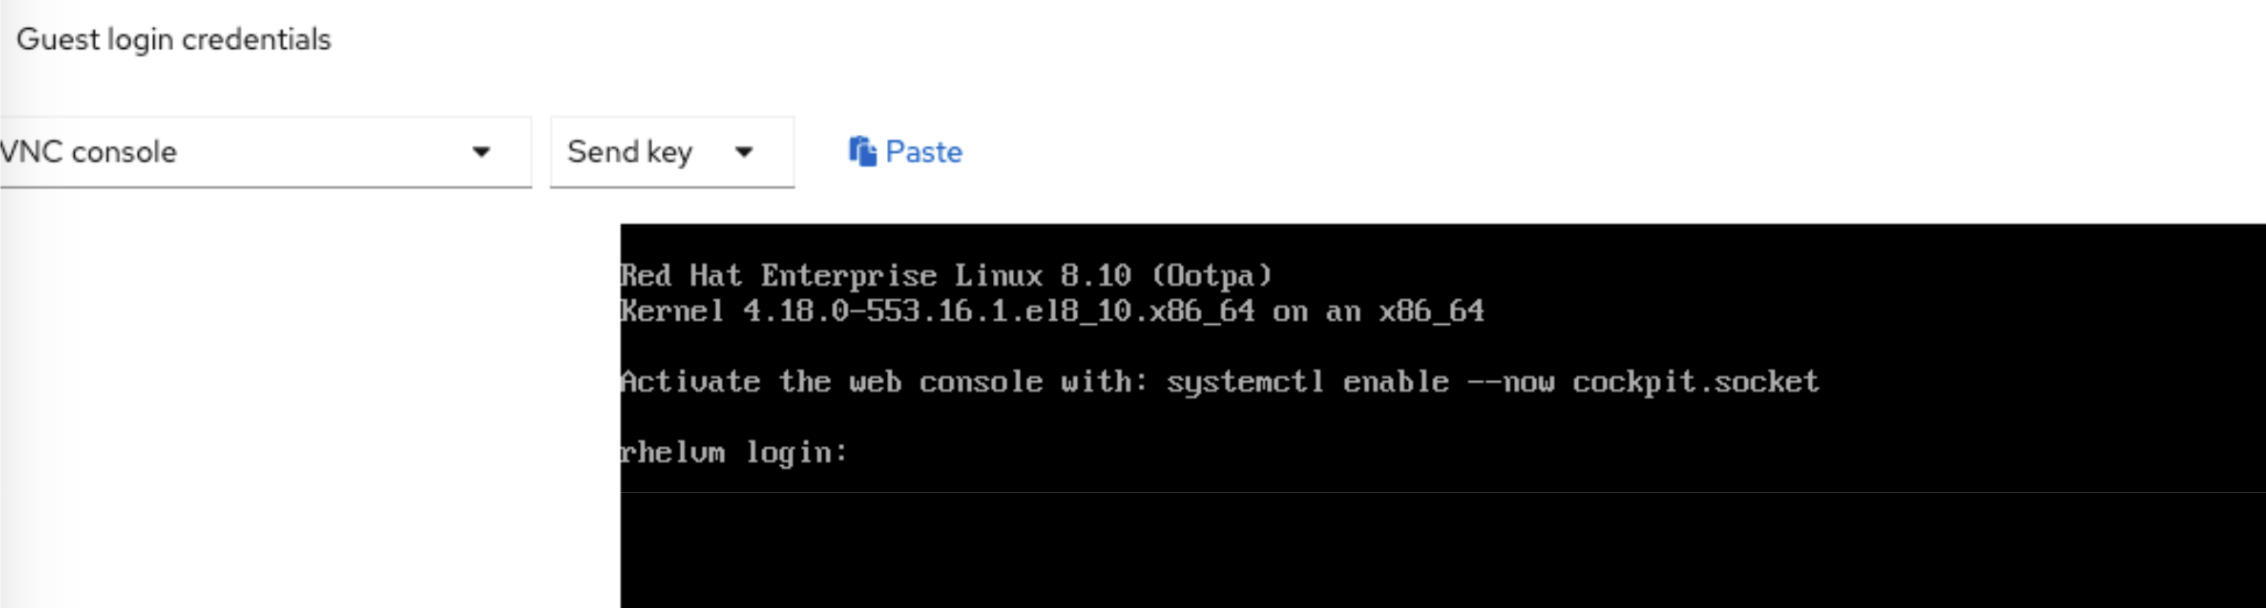 Guest login credentials
VNC console
Send key
Paste
Red Hat Enterprise Linux 8.10 (Ootpa)
Kernel 4.18.0-553.16.1.el8_10.x86_64 on an x86_64
Activate the web console with: systemctl enable --now cockpit.socket
rhelvm login: